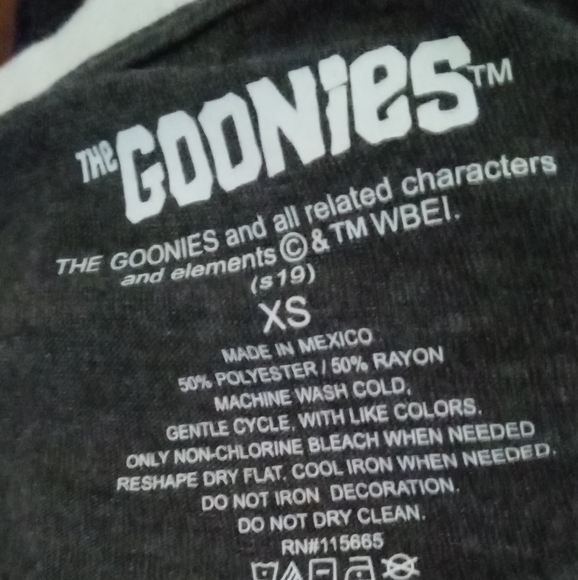 THE GOONIES™
THE GOONIES and all related characters
and elements © & TM WBEI.
(s19)
XS
MADE IN MEXICO
50% POLYESTER / 50% RAYON
MACHINE WASH COLD,
GENTLE CYCLE, WITH LIKE COLORS.
ONLY NON-CHLORINE BLEACH WHEN NEEDED
RESHAPE DRY FLAT. COOL IRON WHEN NEEDED.
DO NOT IRON DECORATION.
DO NOT DRY CLEAN.
RN#115665